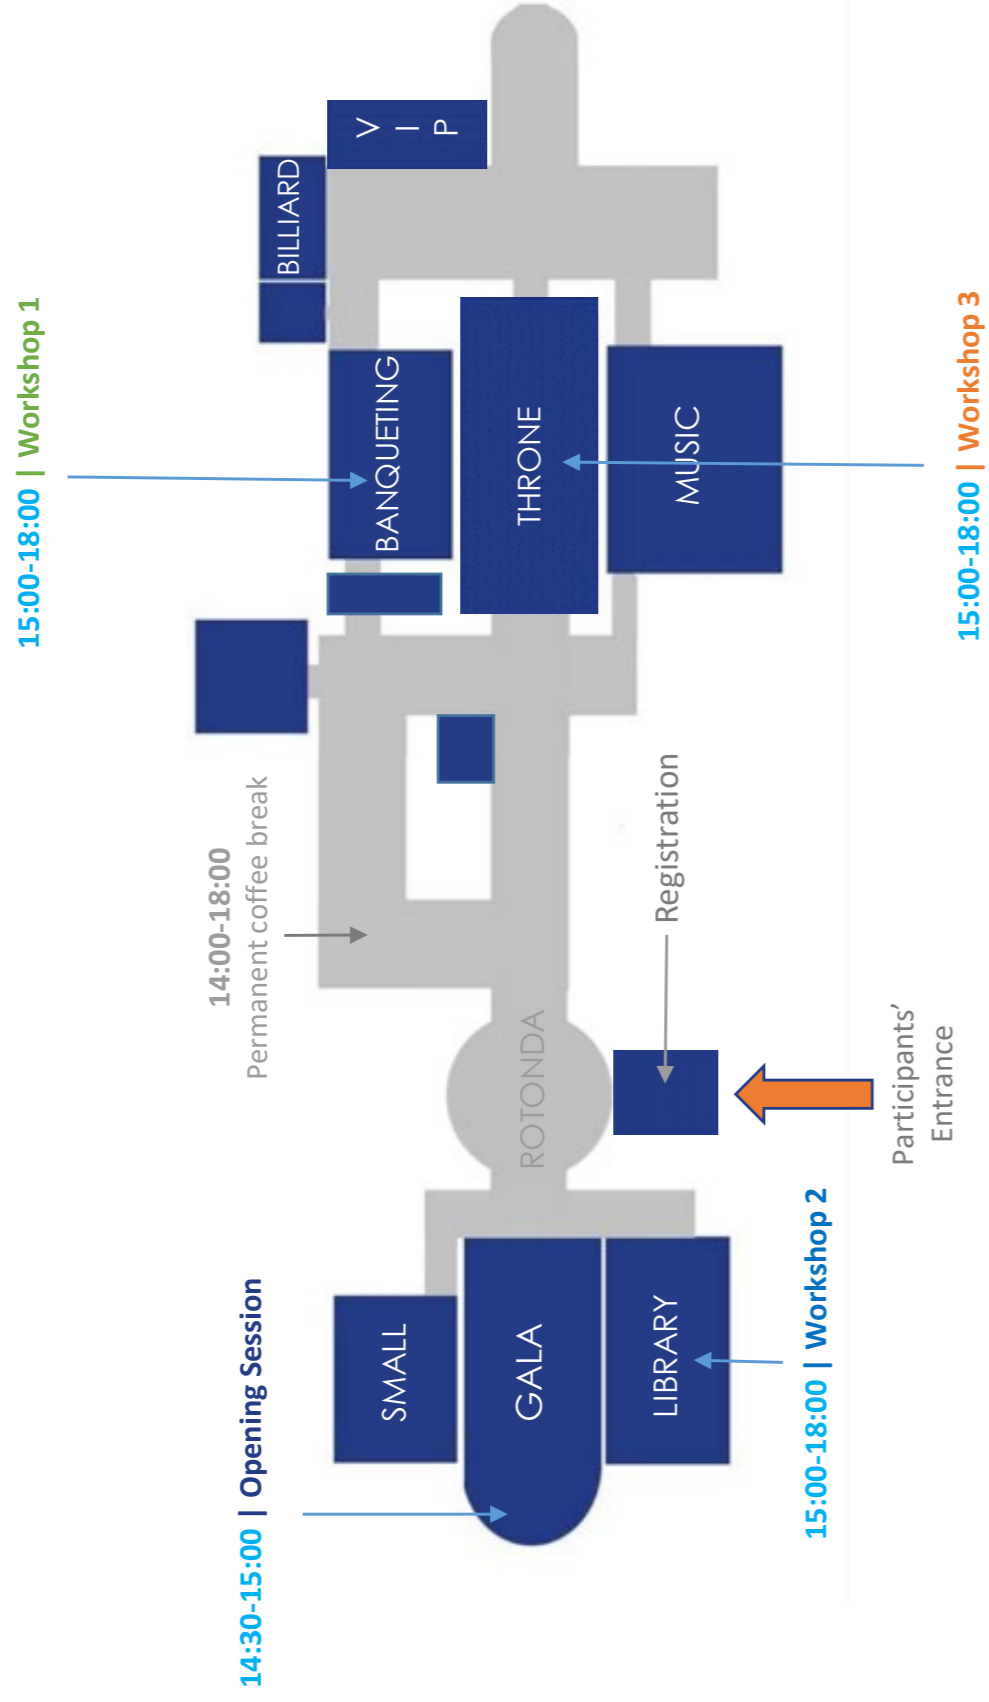 14:30-15:00 | Opening Session
14:00-18:00
Permanent coffee break
15:00-18:00 | Workshop 1
SMALL
BANQUETING
BILLIARD
V I P
GALA
ROTONDA
THRONE
LIBRARY
MUSIC
Registration
15:00-18:00 | Workshop 2
Participants’
Entrance
15:00-18:00 | Workshop 3